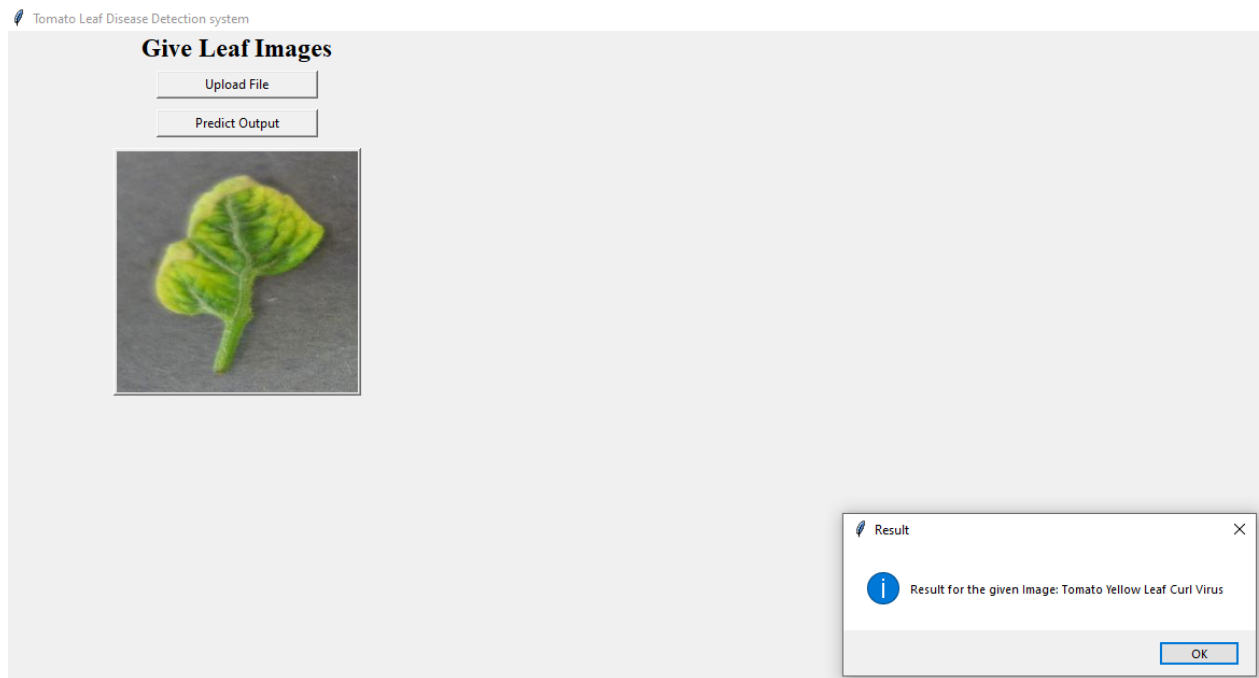 Tomato Leaf Disease Detection system
Give Leaf Images
Upload File
Predict Output
Result
Result for the given Image: Tomato Yellow Leaf Curl Virus
OK